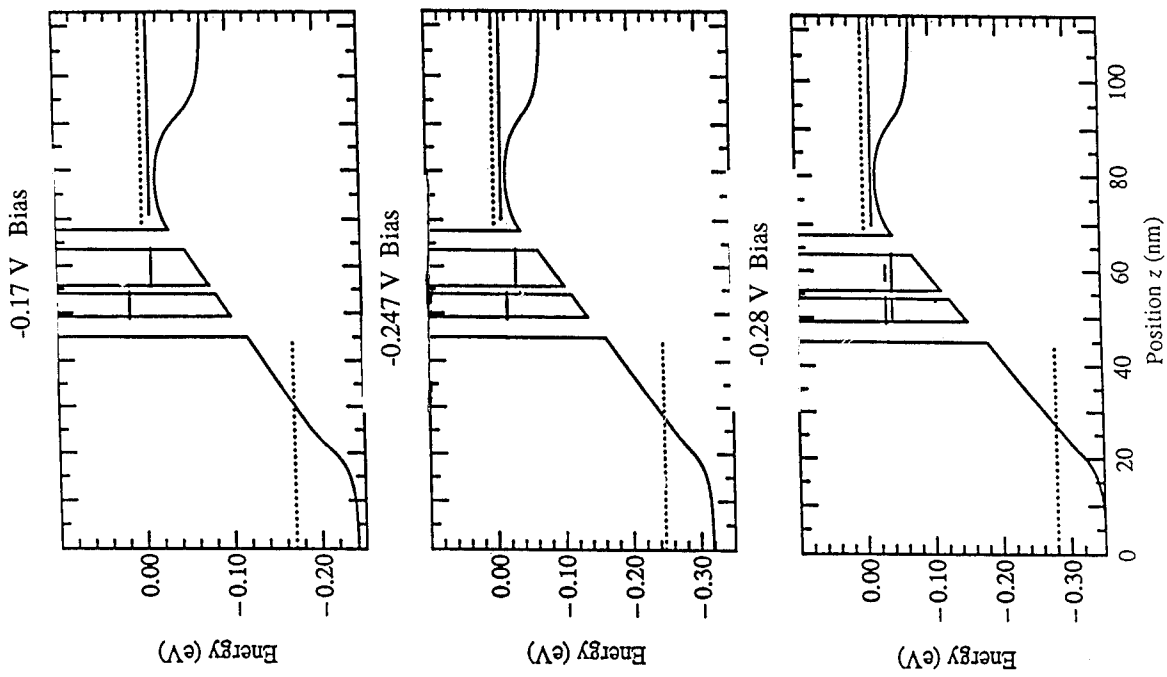 -0.17 V Bias
Energy (eV)
0.00
-0.10
-0.20
-0.247 V Bias
Energy (eV)
0.00
-0.10
-0.20
-0.30
-0.28 V Bias
Energy (eV)
0.00
-0.10
-0.20
-0.30
0
20
40
60
80
100
Position z (nm)